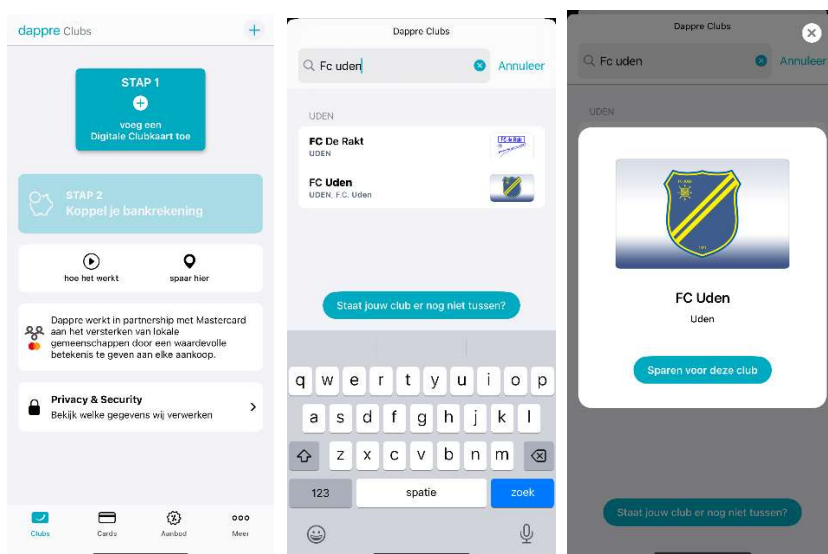 dappre Clubs
STAP 1
voeg een
Digitale Clubkaart toe
STAP 2
Koppel je bankrekening
hoe het werkt
spaar hier
Dappre werkt in partnership met Mastercard
aan het versterken van lokale
gemeenschappen door een waardevolle
betekenis te geven aan elke aankoop.
Privacy & Security
Bekijk welke gegevens wij verwerken
Clubs
Cards
Aanbod
Meer
Dappre Clubs
Fc uden
Annuleer
UDEN
FC De Rakt
UDEN
FC Uden
UDEN, F.C. Uden
Staat jouw club er nog niet tussen?
q w e r t y u i o p
a s d f g h j k l
z x c v b n m
123
spatie
zoek
Dappre Clubs
Fc uden
Annuleer
UDEN
FC Uden
Uden
Sparen voor deze club
Staat jouw club er nog niet tussen?